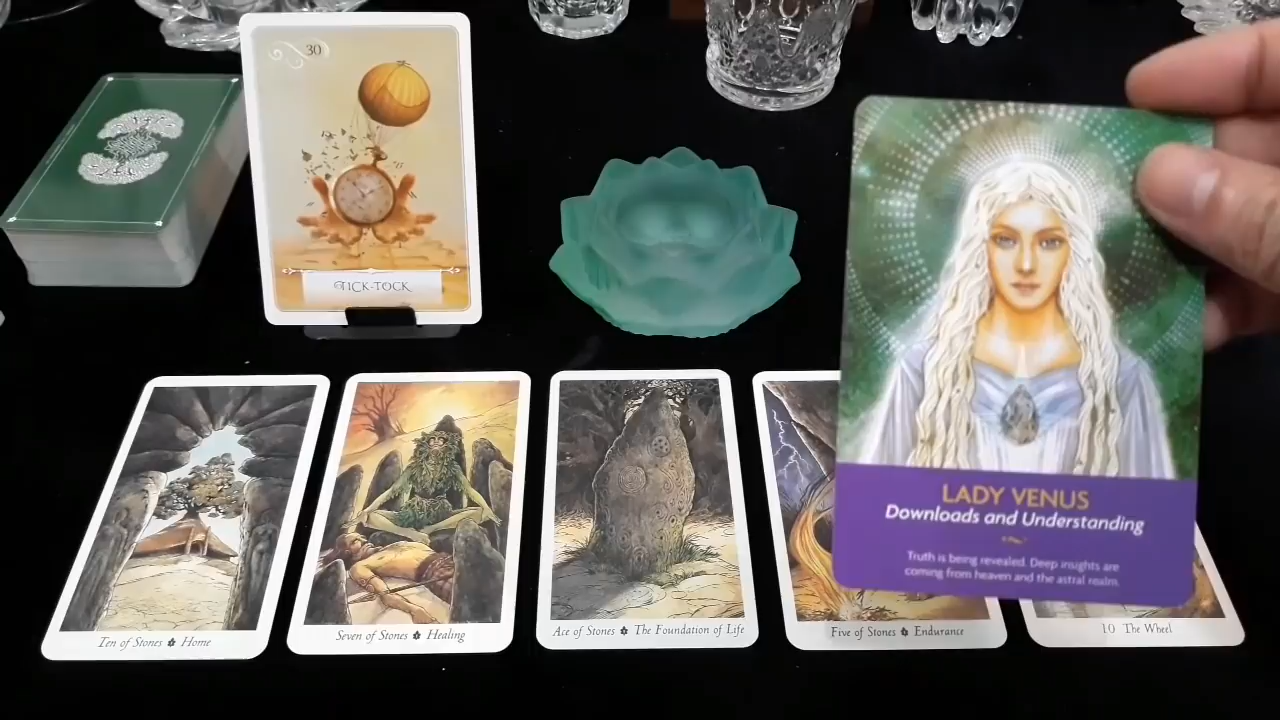 30
TICK-TOCK
LADY VENUS
Downloads and Understanding
Truth is being revealed. Deep insights are
coming from heaven and the astral realm.
Ten of Stones Home
Seven of Stones Healing
Ace of Stones The Foundation of Life
Five of Stones Endurance
10 The Wheel